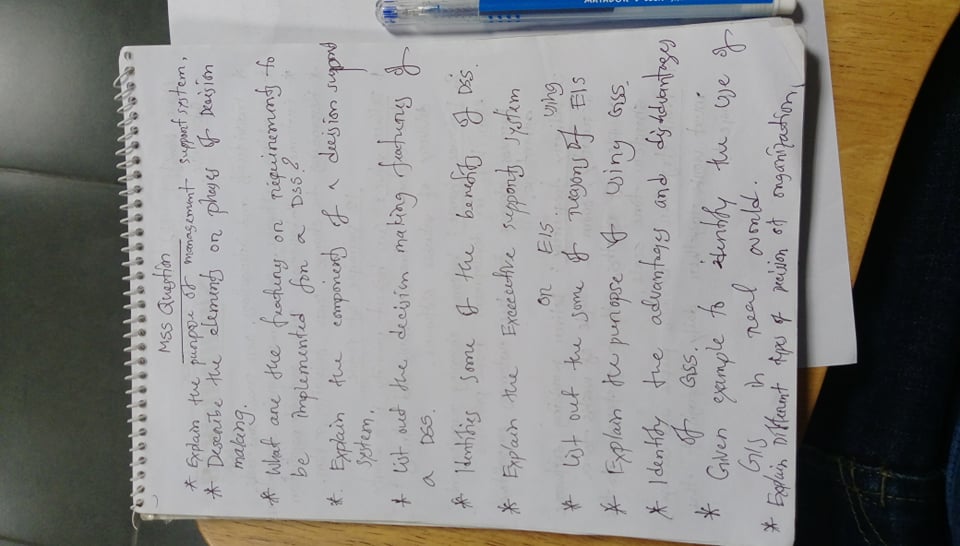 MSS Question
* Explain the purpose of management support system.
* Describe the elements or phases of Decision
making.
* What are the features or requirements to
be implemented for a DSS?
* Explain the components of a decision support
system.
* List out the decision making features of
a DSS.
* Identifies some of the benefits of DSS.
* Explain the Excecutive supports system
or EIS.
using
* List out the some of reasons of EIS
* Explain the purpose of using GSS.
* Identify the advantages and disadvantages
of GSS.
* Given example to identify the use of
GIS in real world.
* Explain Different types of decision of organization.